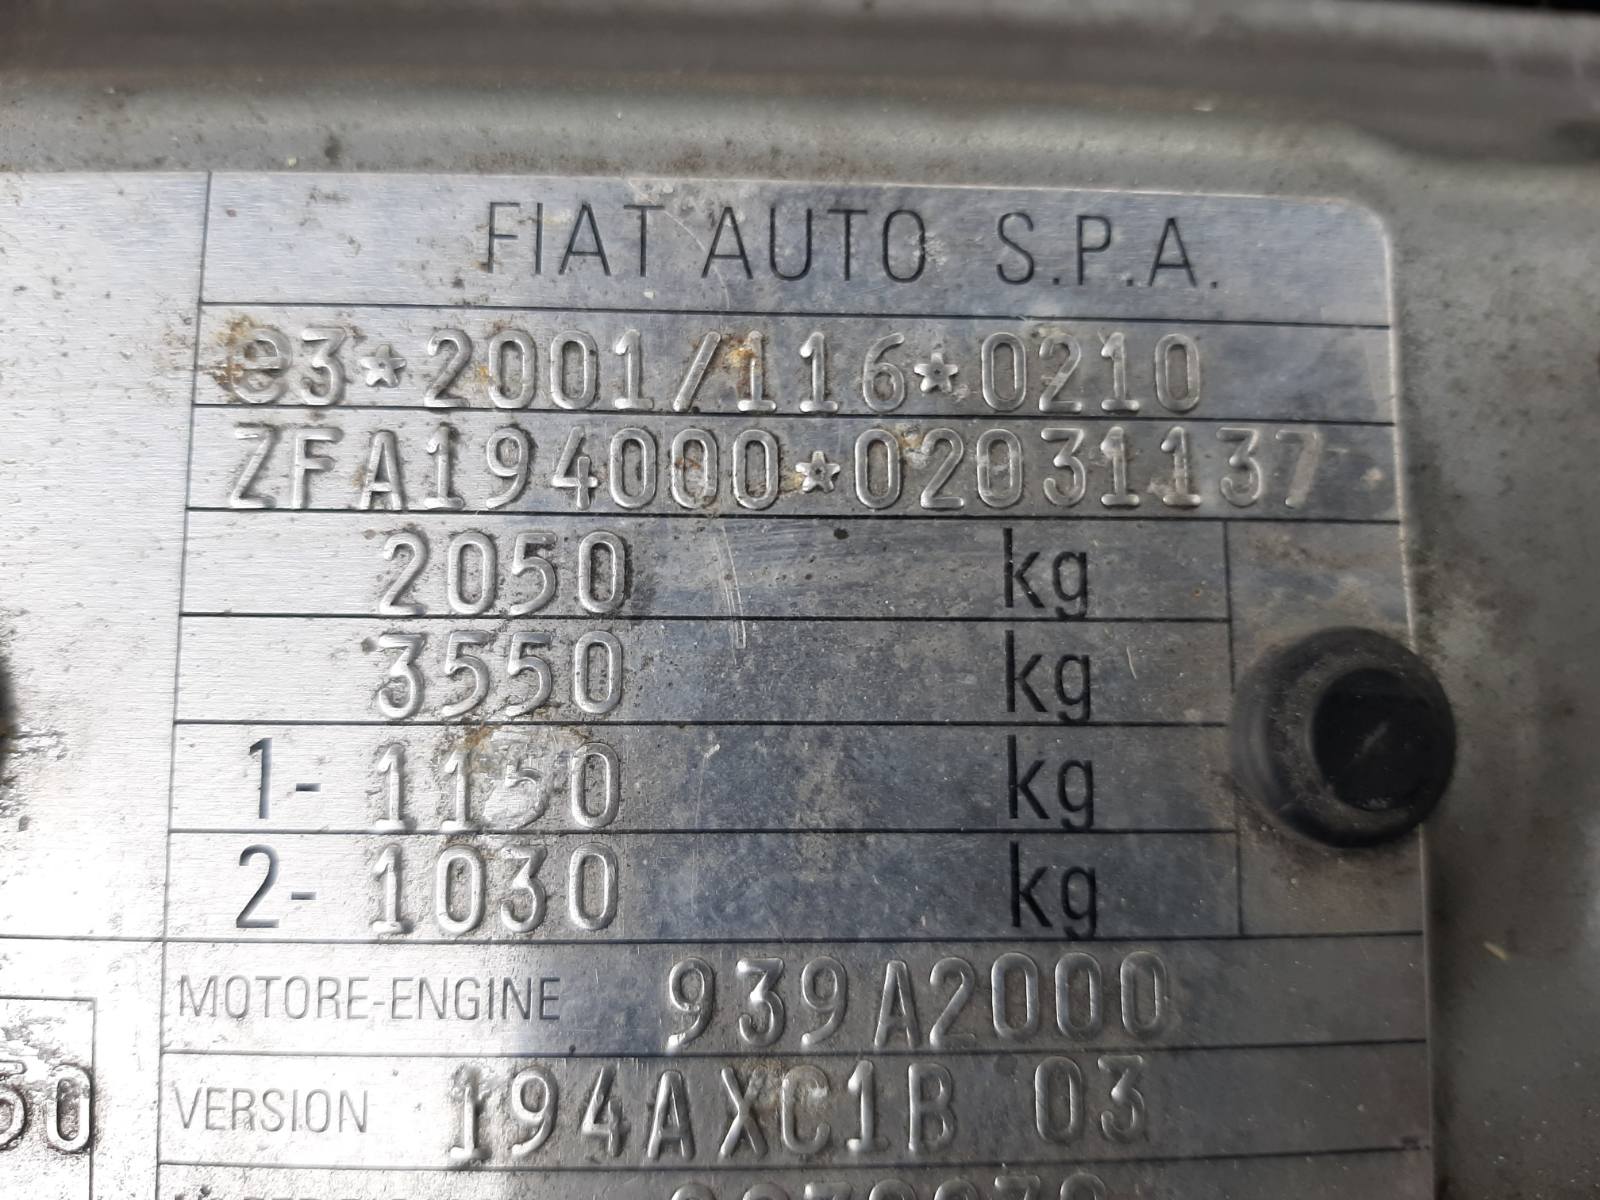 FIAT AUTO S.P.A.
e3*2001/116*0210
ZFA194000*02031137
2050 kg
3550 kg
1- 1150 kg
2- 1030 kg
MOTORE-ENGINE 939A2000
VERSION 194AXC1B 03
50